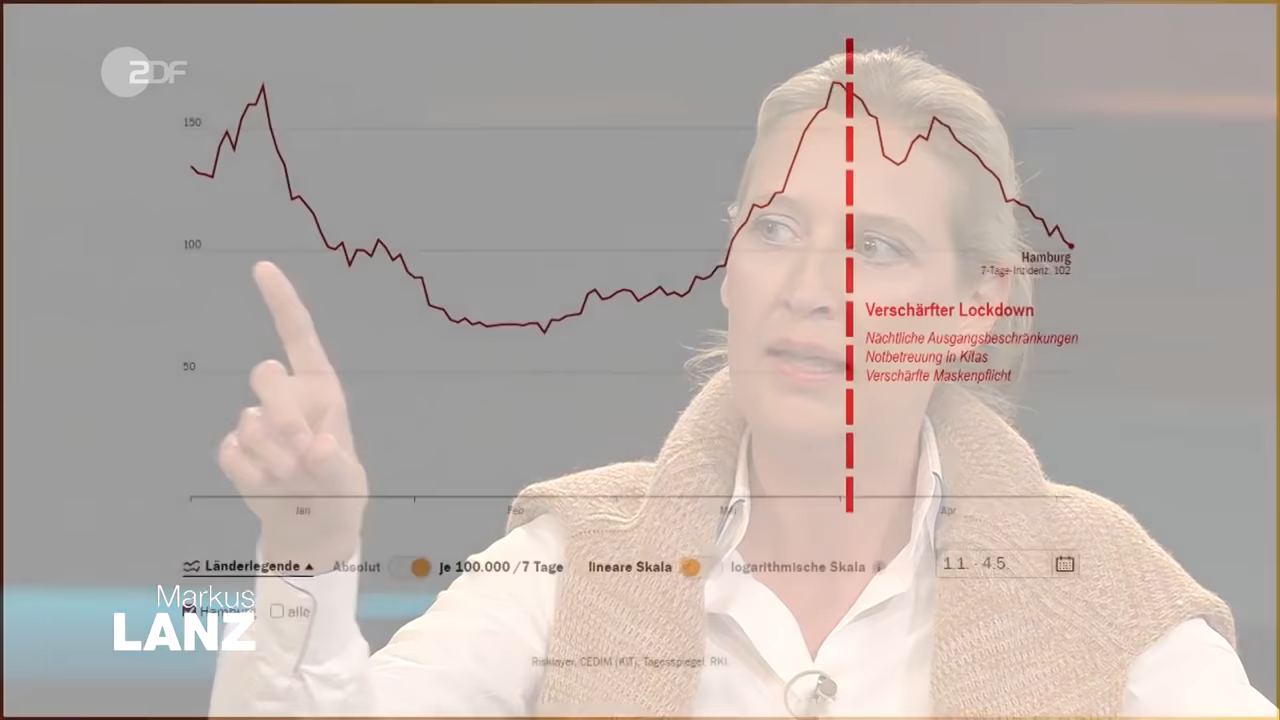 ZDF
150
100
50
Hamburg
7-Tage-Inzidenz: 102
Verschärfter Lockdown
Nächtliche Ausgangsbeschränkungen
Notbetreuung in Kitas
Verschärfte Maskenpflicht
Jan Feb Apr
Länderlegende Absolut je 100.000 / 7 Tage lineare Skala logarithmische Skala 1.1. - 4.5.
Hamburg alle
Markus
LANZ
Risklayer, CEDIM (KIT), Tagesspiegel, RKI